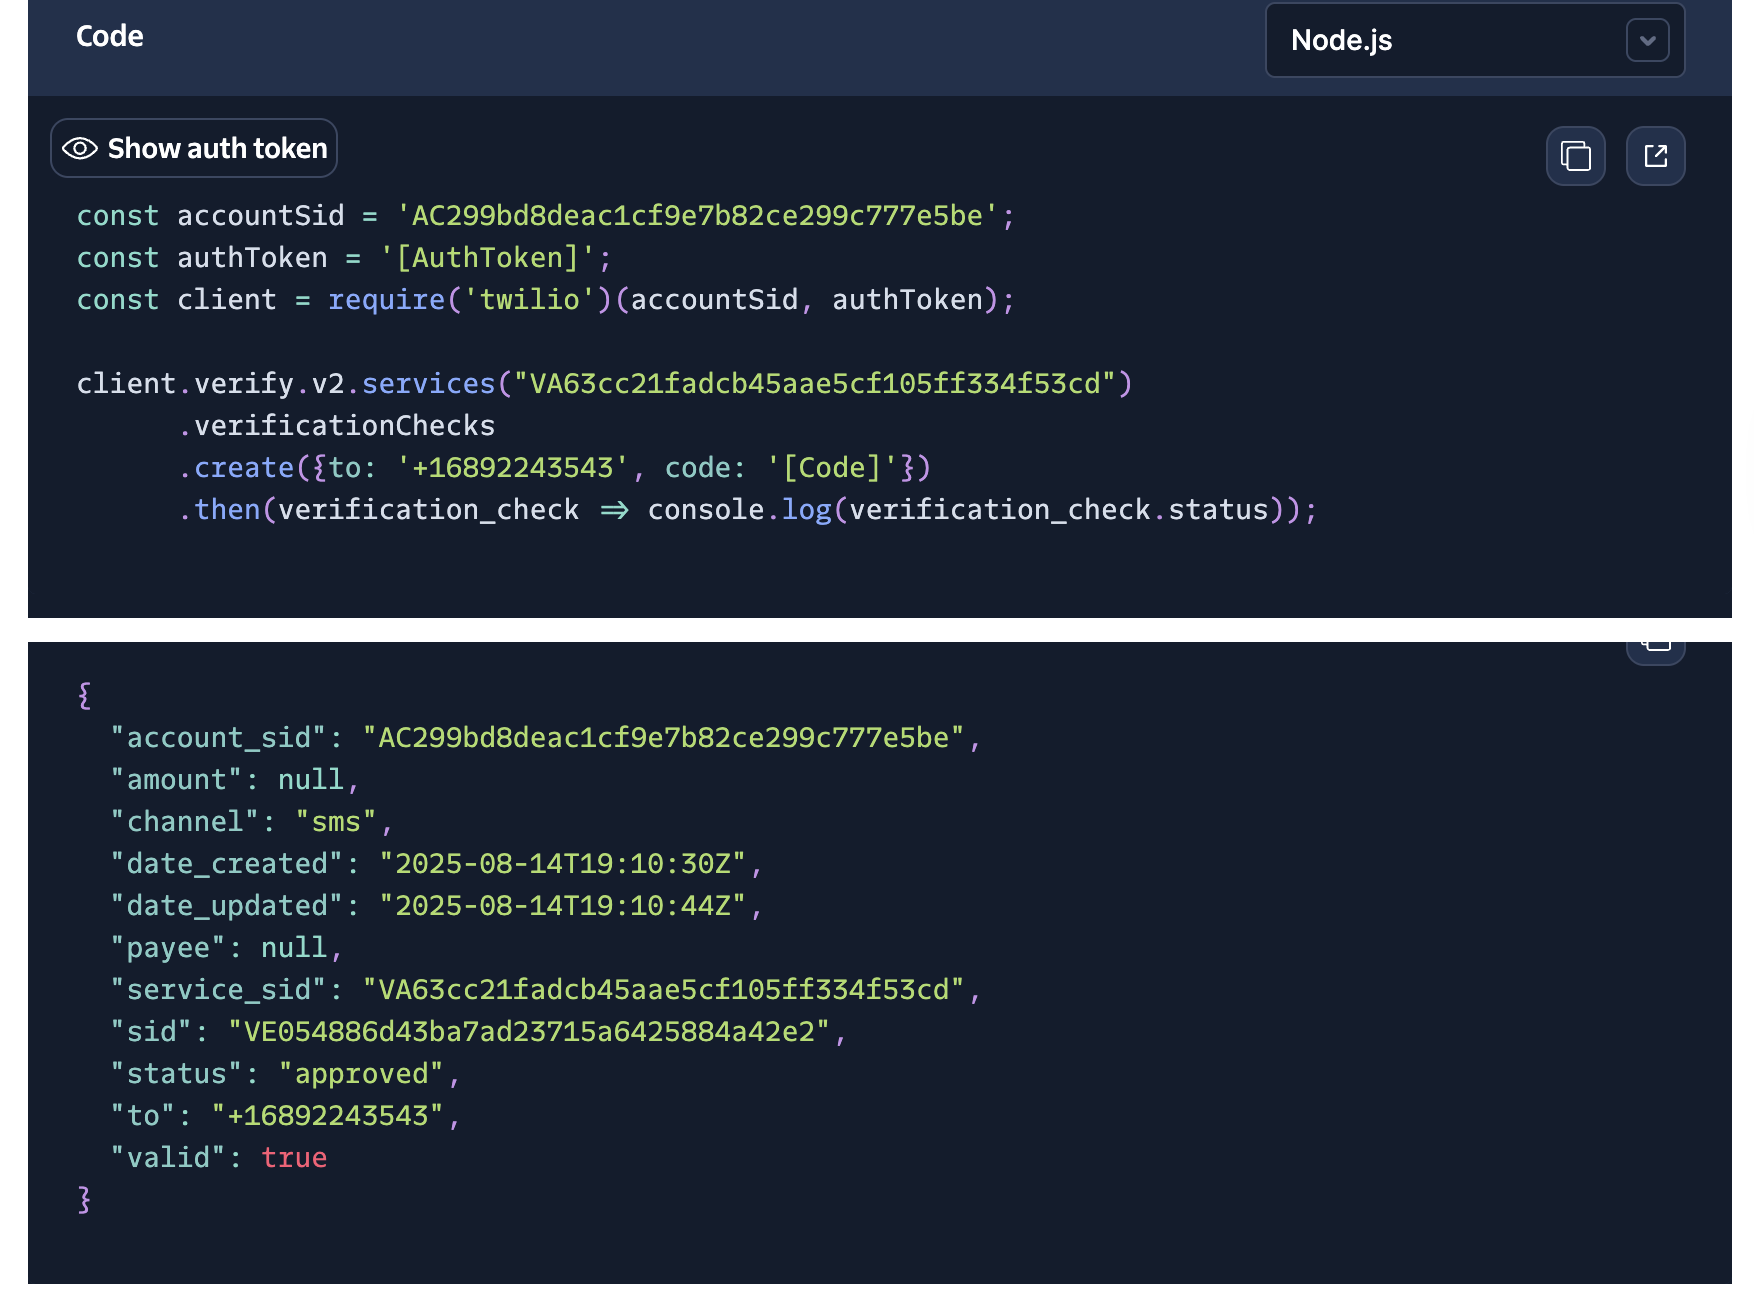 Code
Node.js
Show auth token
const accountSid = 'AC299bd8deac1cf9e7b82ce299c777e5be';
const authToken = '[AuthToken]';
const client = require('twilio')(accountSid, authToken);
client.verify.v2.services("VA63cc21fadcb45aae5cf105ff334f53cd")
.verificationChecks
.create({to: '+16892243543', code: '[Code]'})
.then(verification_check => console.log(verification_check.status));
{
"account_sid": "AC299bd8deac1cf9e7b82ce299c777e5be",
"amount": null,
"channel": "sms",
"date_created": "2025-08-14T19:10:30Z",
"date_updated": "2025-08-14T19:10:44Z",
"payee": null,
"service_sid": "VA63cc21fadcb45aae5cf105ff334f53cd",
"sid": "VE054886d43ba7ad23715a6425884a42e2",
"status": "approved",
"to": "+16892243543",
"valid": true
}